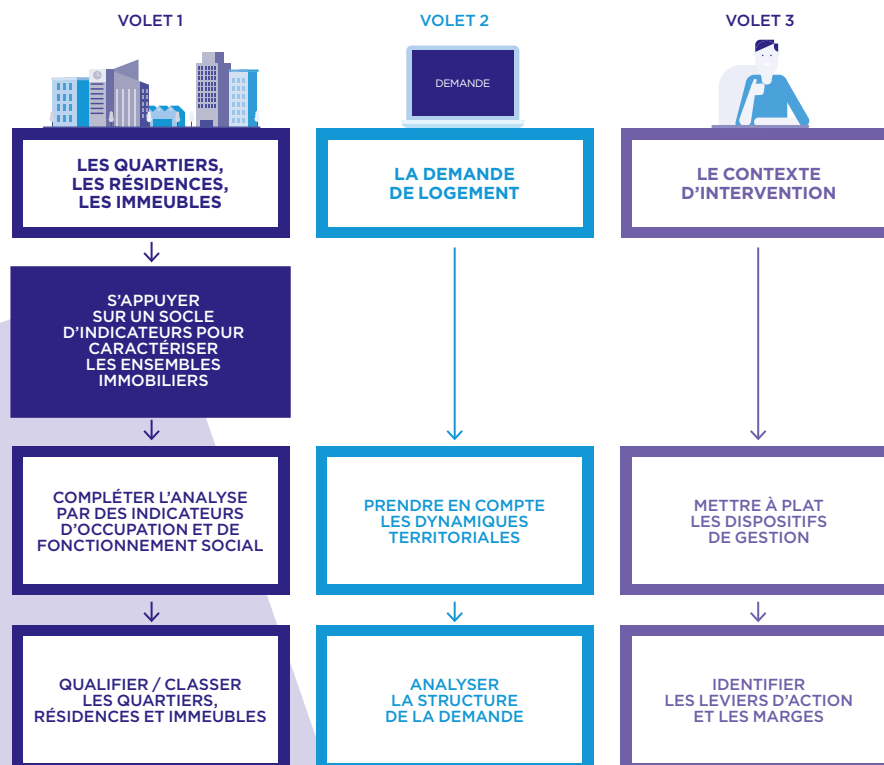 VOLET 1
LES QUARTIERS,
LES RÉSIDENCES,
LES IMMEUBLES
S'APPUYER
SUR UN SOCLE
D'INDICATEURS POUR
CARACTÉRISER
LES ENSEMBLES
IMMOBILIERS
COMPLÉTER L'ANALYSE
PAR DES INDICATEURS
D'OCCUPATION ET DE
FONCTIONNEMENT SOCIAL
QUALIFIER / CLASSER
LES QUARTIERS,
RÉSIDENCES ET IMMEUBLES
VOLET 2
DEMANDE
LA DEMANDE
DE LOGEMENT
PRENDRE EN COMPTE
LES DYNAMIQUES
TERRITORIALES
ANALYSER
LA STRUCTURE
DE LA DEMANDE
VOLET 3
LE CONTEXTE
D'INTERVENTION
METTRE À PLAT
LES DISPOSITIFS
DE GESTION
IDENTIFIER
LES LEVIERS D'ACTION
ET LES MARGES